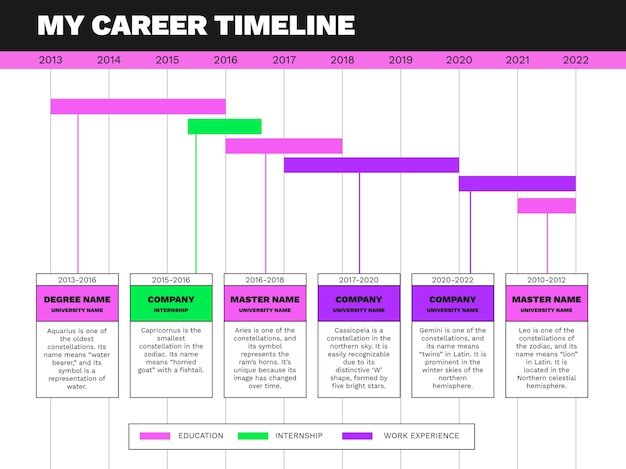 MY CAREER TIMELINE
2013 2014 2015 2016 2017 2018 2019 2020 2021 2022
2013-2016
DEGREE NAME
UNIVERSITY NAME
Aquarius is one of
the oldest
constellations. Its
name means “water
bearer,” and its
symbol is a
representation of
water.
2015-2016
COMPANY
INTERNSHIP
Capricornus is the
smallest
constellation in the
zodiac. Its name
means “horned
goat” with a fishtail.
2016-2018
MASTER NAME
UNIVERSITY NAME
Aries is one of the
constellations,
and its symbol
represents the
ram’s horns. It’s
unique because its
image has changed
over time.
2017-2020
COMPANY
UNIVERSITY NAME
Cassiopeia is a
constellation in the
northern sky. It is
easily recognizable
due to its
distinctive ‘W’
shape, formed by
five bright stars.
2020-2022
COMPANY
UNIVERSITY NAME
Gemini is one of the
constellations, and
its name means
“twins” in Latin. It is
prominent in the
winter skies of the
northern
hemisphere.
2010-2012
MASTER NAME
UNIVERSITY NAME
Leo is one of the
constellations of
the zodiac, and its
name means “lion”
in Latin. It is
located in the
Northern celestial
hemisphere.
EDUCATION INTERNSHIP WORK EXPERIENCE